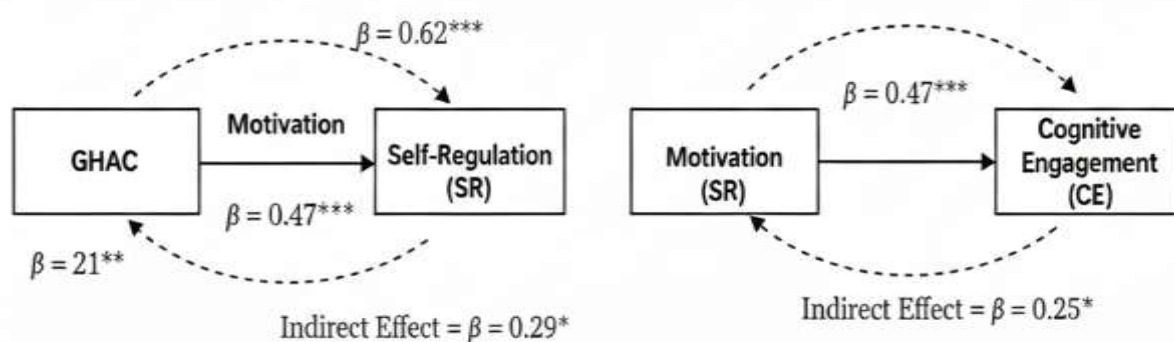 β = 0.62***
Motivation
GHAC
Self-Regulation
(SR)
β = 0.47***
β = 21**
Indirect Effect = β = 0.29*
β = 0.47***
Motivation
(SR)
Cognitive
Engagement
(CE)
Indirect Effect = β = 0.25*